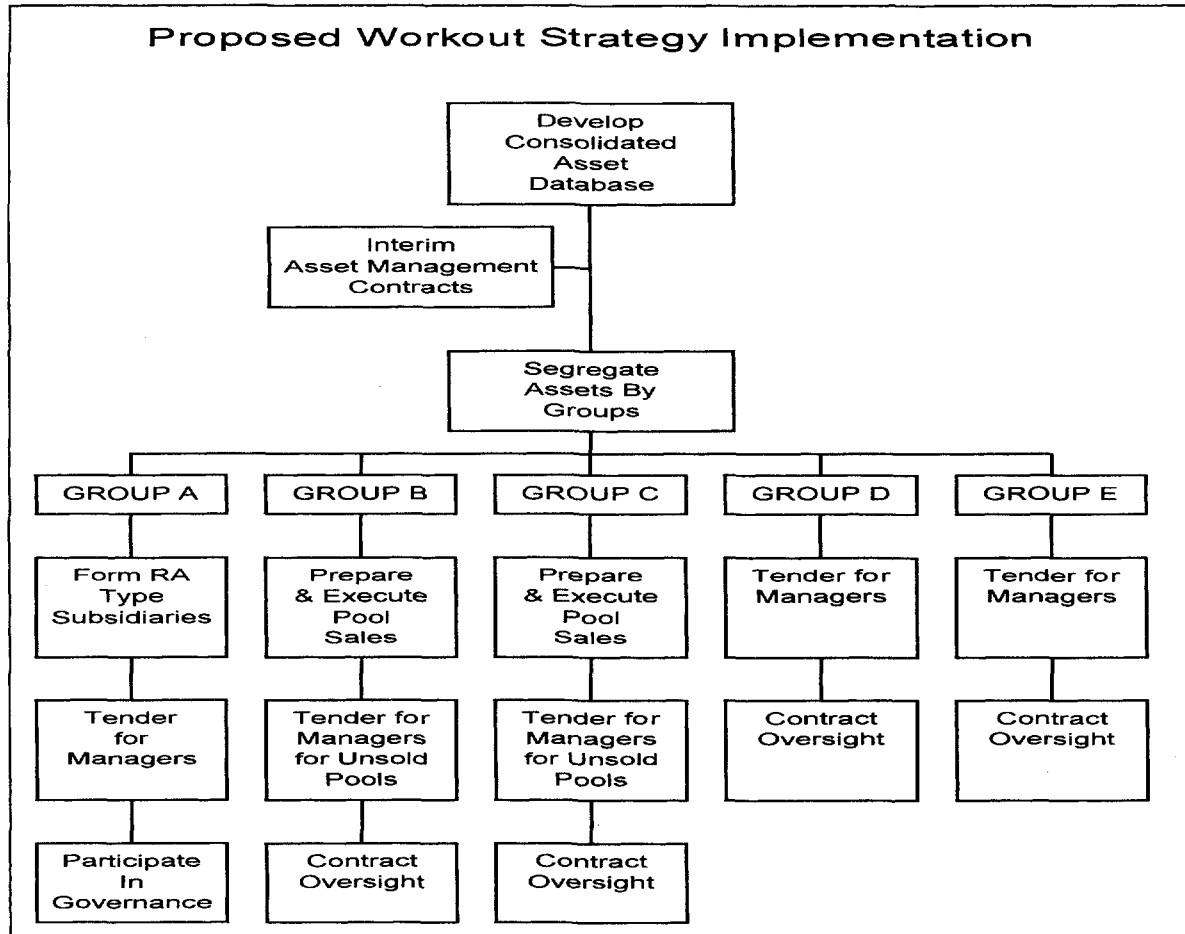 Proposed Workout Strategy Implementation
Develop
Consolidated
Asset
Database
Interim
Asset Management
Contracts
Segregate
Assets By
Groups
GROUP A
GROUP B
GROUP C
GROUP D
GROUP E
Form RA
Type
Subsidiaries
Prepare
& Execute
Pool
Sales
Prepare
& Execute
Pool
Sales
Tender for
Managers
Tender for
Managers
Tender
for
Managers
Tender for
Managers
for Unsold
Pools
Tender for
Managers
for Unsold
Pools
Contract
Oversight
Contract
Oversight
Participate
In
Governance
Contract
Oversight
Contract
Oversight